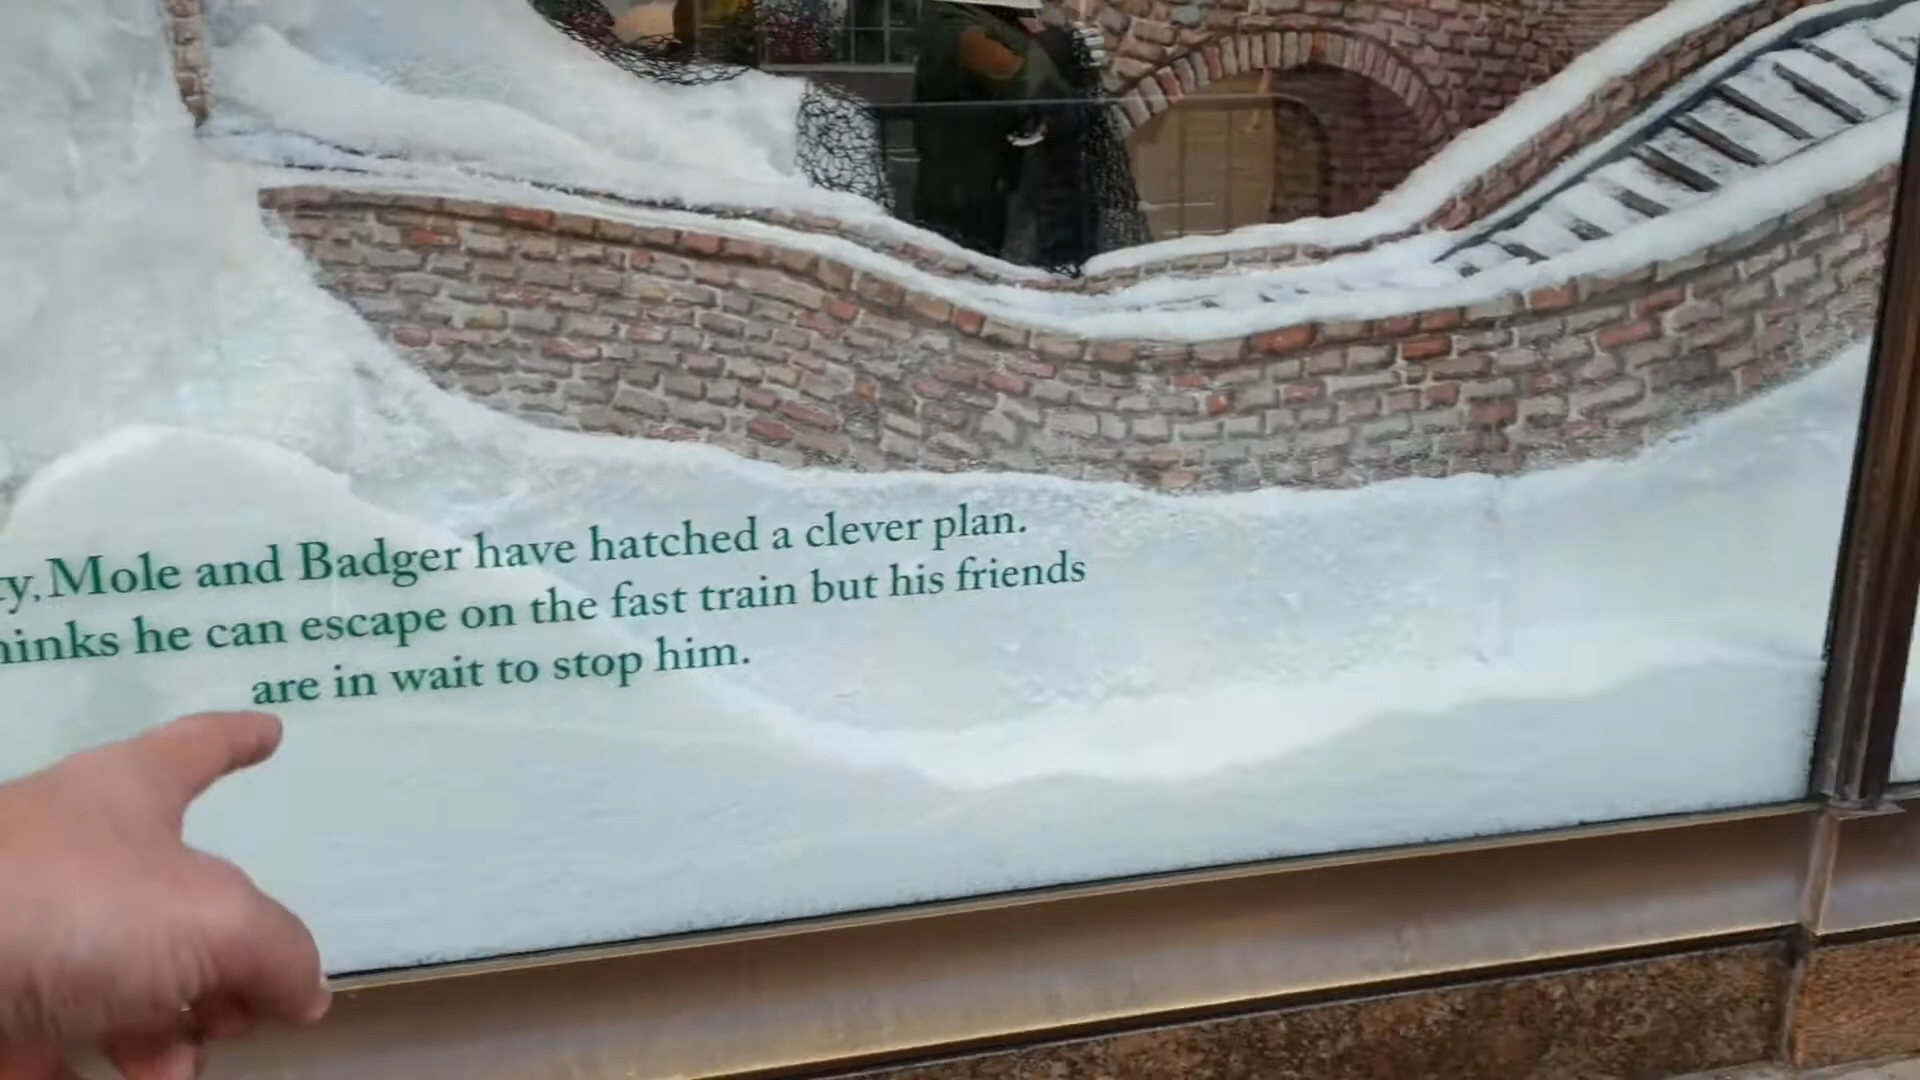 Mole and Badger have hatched a clever plan.
he can escape on the fast train but his friends
are in wait to stop him.